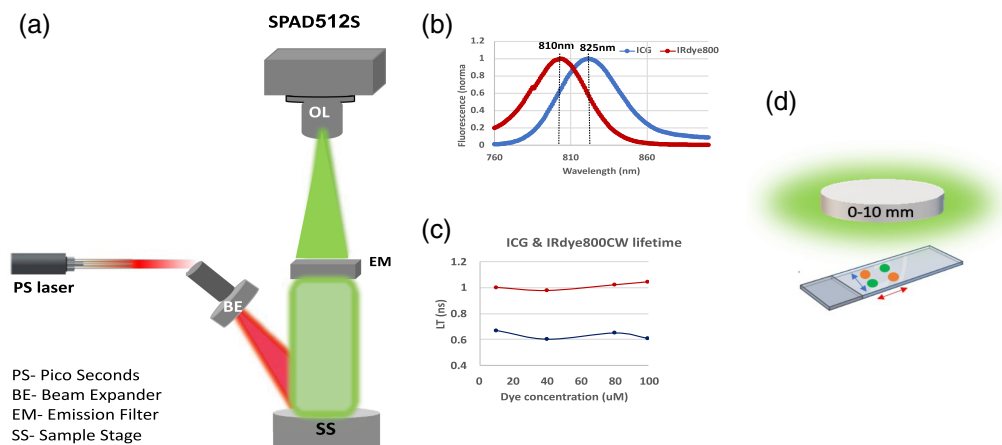 (a)
SPAD512S
OL
EM
PS laser
BE
SS
PS- Pico Seconds
BE- Beam Expander
EM- Emission Filter
SS- Sample Stage
(b)
810nm
825nm
ICG
IRdye800
Fluorescence (norma
1.2
1
0.8
0.6
0.4
0.2
0
760
810
860
Wavelength (nm)
(c)
ICG & IRdye800CW lifetime
LT (ns)
1.2
1
0.8
0.6
0.4
0
20
40
60
80
100
Dye concentration (uM)
(d)
0-10 mm